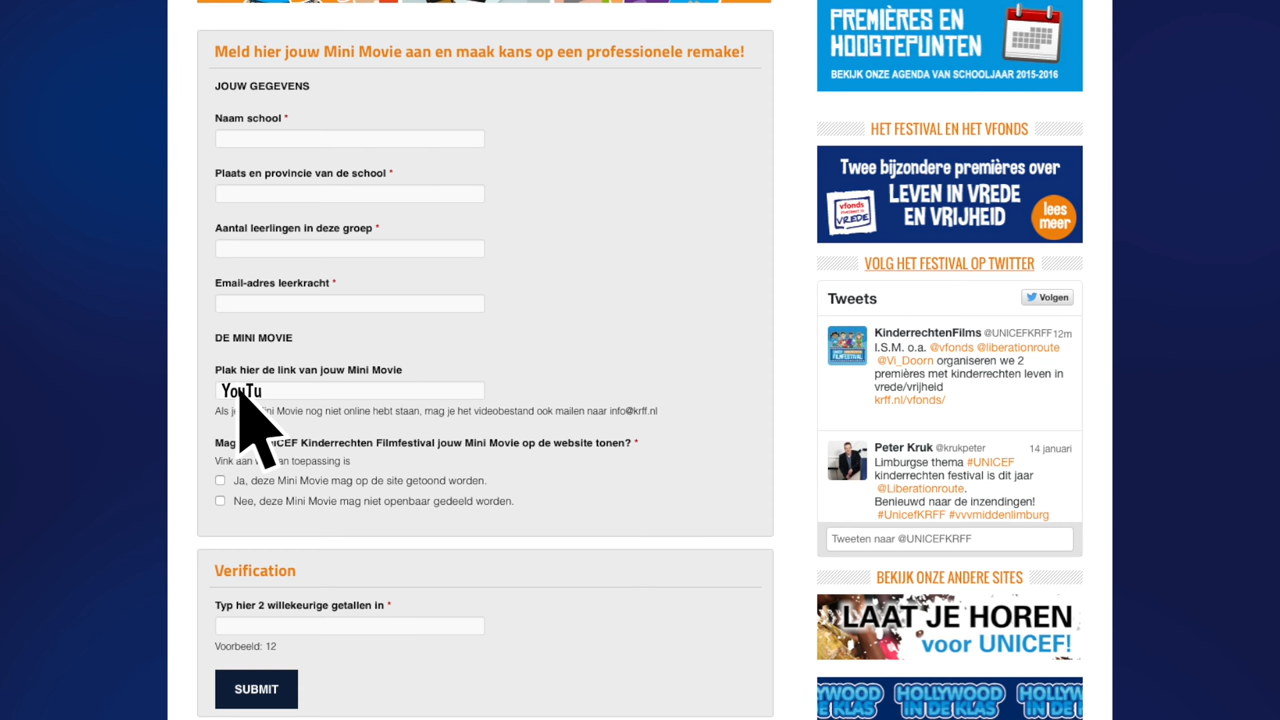 Meld hier jouw Mini Movie aan en maak kans op een professionele remake!
JOUW GEGEVENS
Naam school *
Plaats en provincie van de school *
Aantal leerlingen in deze groep *
Email-adres leerkracht *
DE MINI MOVIE
Plak hier de link van jouw Mini Movie
YouTu
Als je Mini Movie nog niet online hebt staan, mag je het videobestand ook mailen naar info@krff.nl
UNICEF Kinderrechten Filmfestival jouw Mini Movie op de website tonen? *
Vink aan van toepassing is
Ja, deze Mini Movie mag op de site getoond worden.
Nee, deze Mini Movie mag niet openbaar gedeeld worden.
Verification
Typ hier 2 willekeurige getallen in *
Voorbeeld: 12
SUBMIT
PREMIÈRES EN
HOOGTEPUNTEN
BEKIJK ONZE AGENDA VAN SCHOOLJAAR 2015-2016
HET FESTIVAL EN HET VFONDS
Twee bijzondere premières over
LEVEN IN VREDE
EN VRIJHEID
vfonds
VREDE
lees
meer
VOLG HET FESTIVAL OP TWITTER
Tweets
Volgen
KinderrechtenFilms @UNICEFKRFF 12m
I.S.M. o.a. @vfonds @liberationroute
@Vi_Doorn organiseren we 2
premières met kinderrechten leven in
vrede/vrijheid
krff.nl/vfonds/
Peter Kruk @krukpeter 14 januari
Limburgse thema #UNICEF
kinderrechten festival is dit jaar
@Liberationroute.
Benieuwd naar de inzendingen!
#UnicefKRFF #vvvmiddenlimburg
Tweeten naar @UNICEFKRFF
BEKIJK ONZE ANDERE SITES
LAAT JE HOREN
voor UNICEF!
HOLLYWOOD
IN DE KLAS